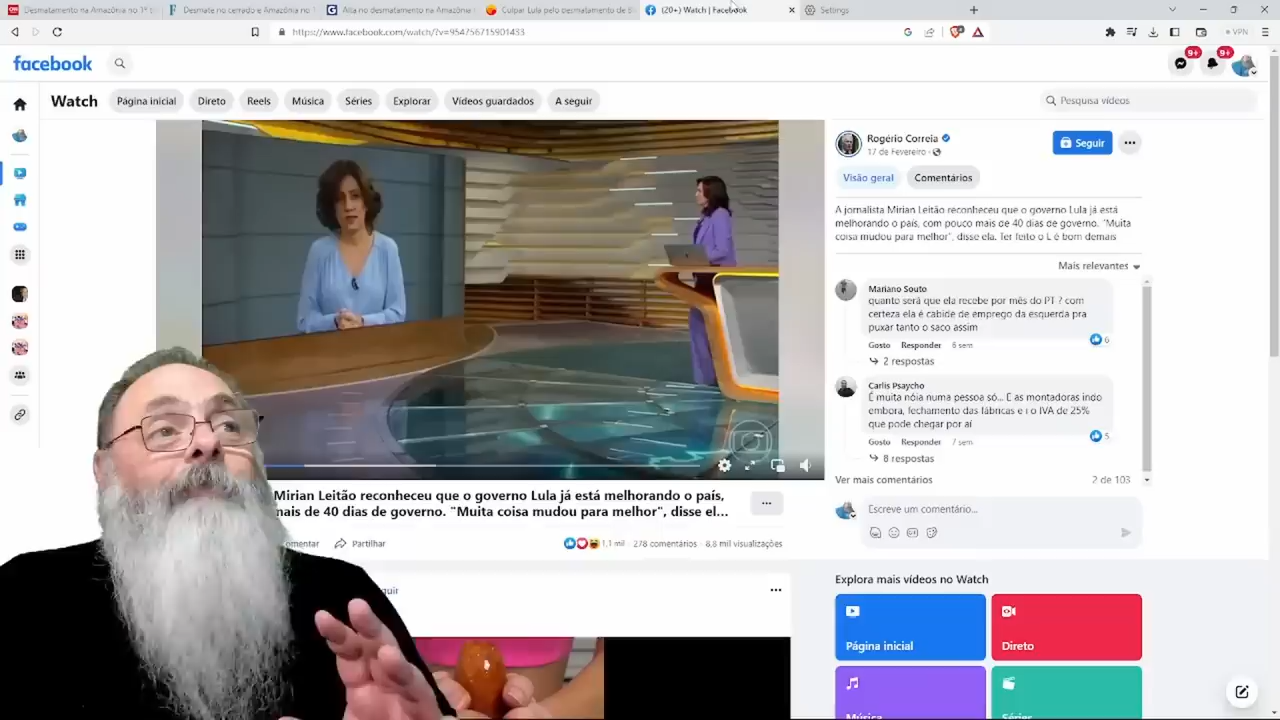 Desmatamento na Amazônia no 1º t
Desmate no cerrado e Amazônia no
Alta no desmatamento na Amazônia
Culpar Lula pelo desmatamento de
(20+) Watch | Facebook
Settings
https://www.facebook.com/watch/?v=954756715901433
VPN
facebook
9+
9+
Watch
Página inicial
Direto
Reels
Música
Séries
Explorar
Vídeos guardados
A seguir
Pesquisa vídeos
Rogério Correia
17 de Fevereiro ·
Seguir
Visão geral
Comentários
A jornalista Mirian Leitão reconheceu que o governo Lula já está
melhorando o país, com pouco mais de 40 dias de governo. "Muita
coisa mudou para melhor", disse ela. Ter feito o L é bom demais
Mais relevantes
Mariano Souto
quanto será que ela recebe por mês do PT ? com
certeza ela é cabide de emprego da esquerda pra
puxar tanto o saco assim
Gosto Responder 6 sem
6
2 respostas
Carlis Psaycho
É muita nóia numa pessoa só... E as montadoras indo
embora, fechamento das fábricas e i o IVA de 25%
que pode chegar por aí
Gosto Responder 7 sem
5
8 respostas
Ver mais comentários
2 de 103
Escreve um comentário...
Mirian Leitão reconheceu que o governo Lula já está melhorando o país,
mais de 40 dias de governo. "Muita coisa mudou para melhor", disse el...
omentar
Partilhar
1,1 mil · 278 comentários · 8,8 mil visualizações
guir
Explora mais vídeos no Watch
Página inicial
Direto
Música
Séries